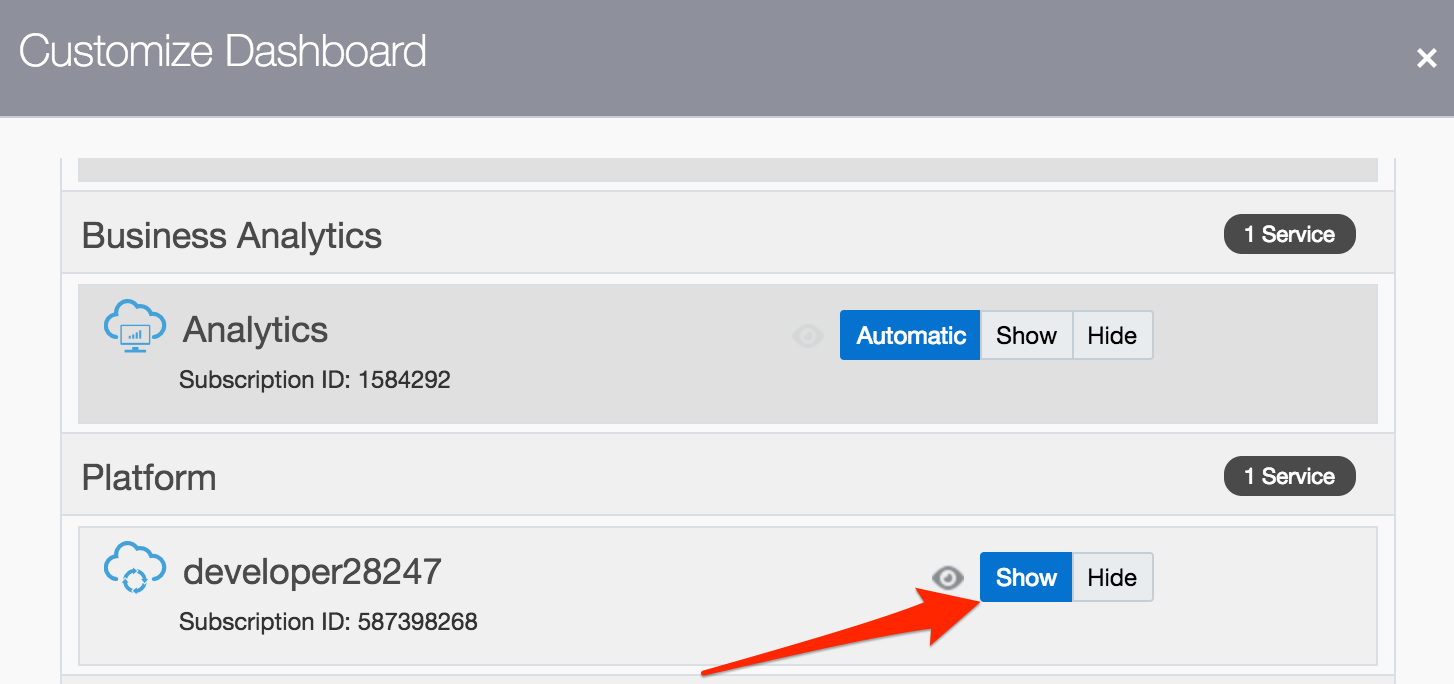 Customize Dashboard
Business Analytics
1 Service
Analytics
Automatic Show Hide
Subscription ID: 1584292
Platform
1 Service
developer28247
Show Hide
Subscription ID: 587398268